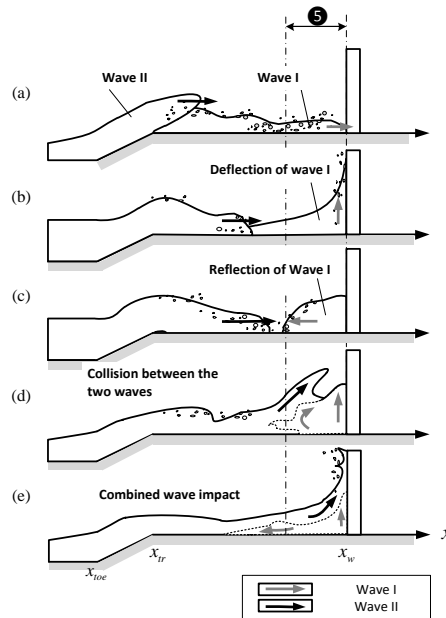 5
Wave II
Wave I
(a)
Deflection of wave I
(b)
Reflection of Wave I
(c)
(d)
Collision between the
two waves
(e)
Combined wave impact
x
x_toe
x_tr
x_w
Wave I
Wave II